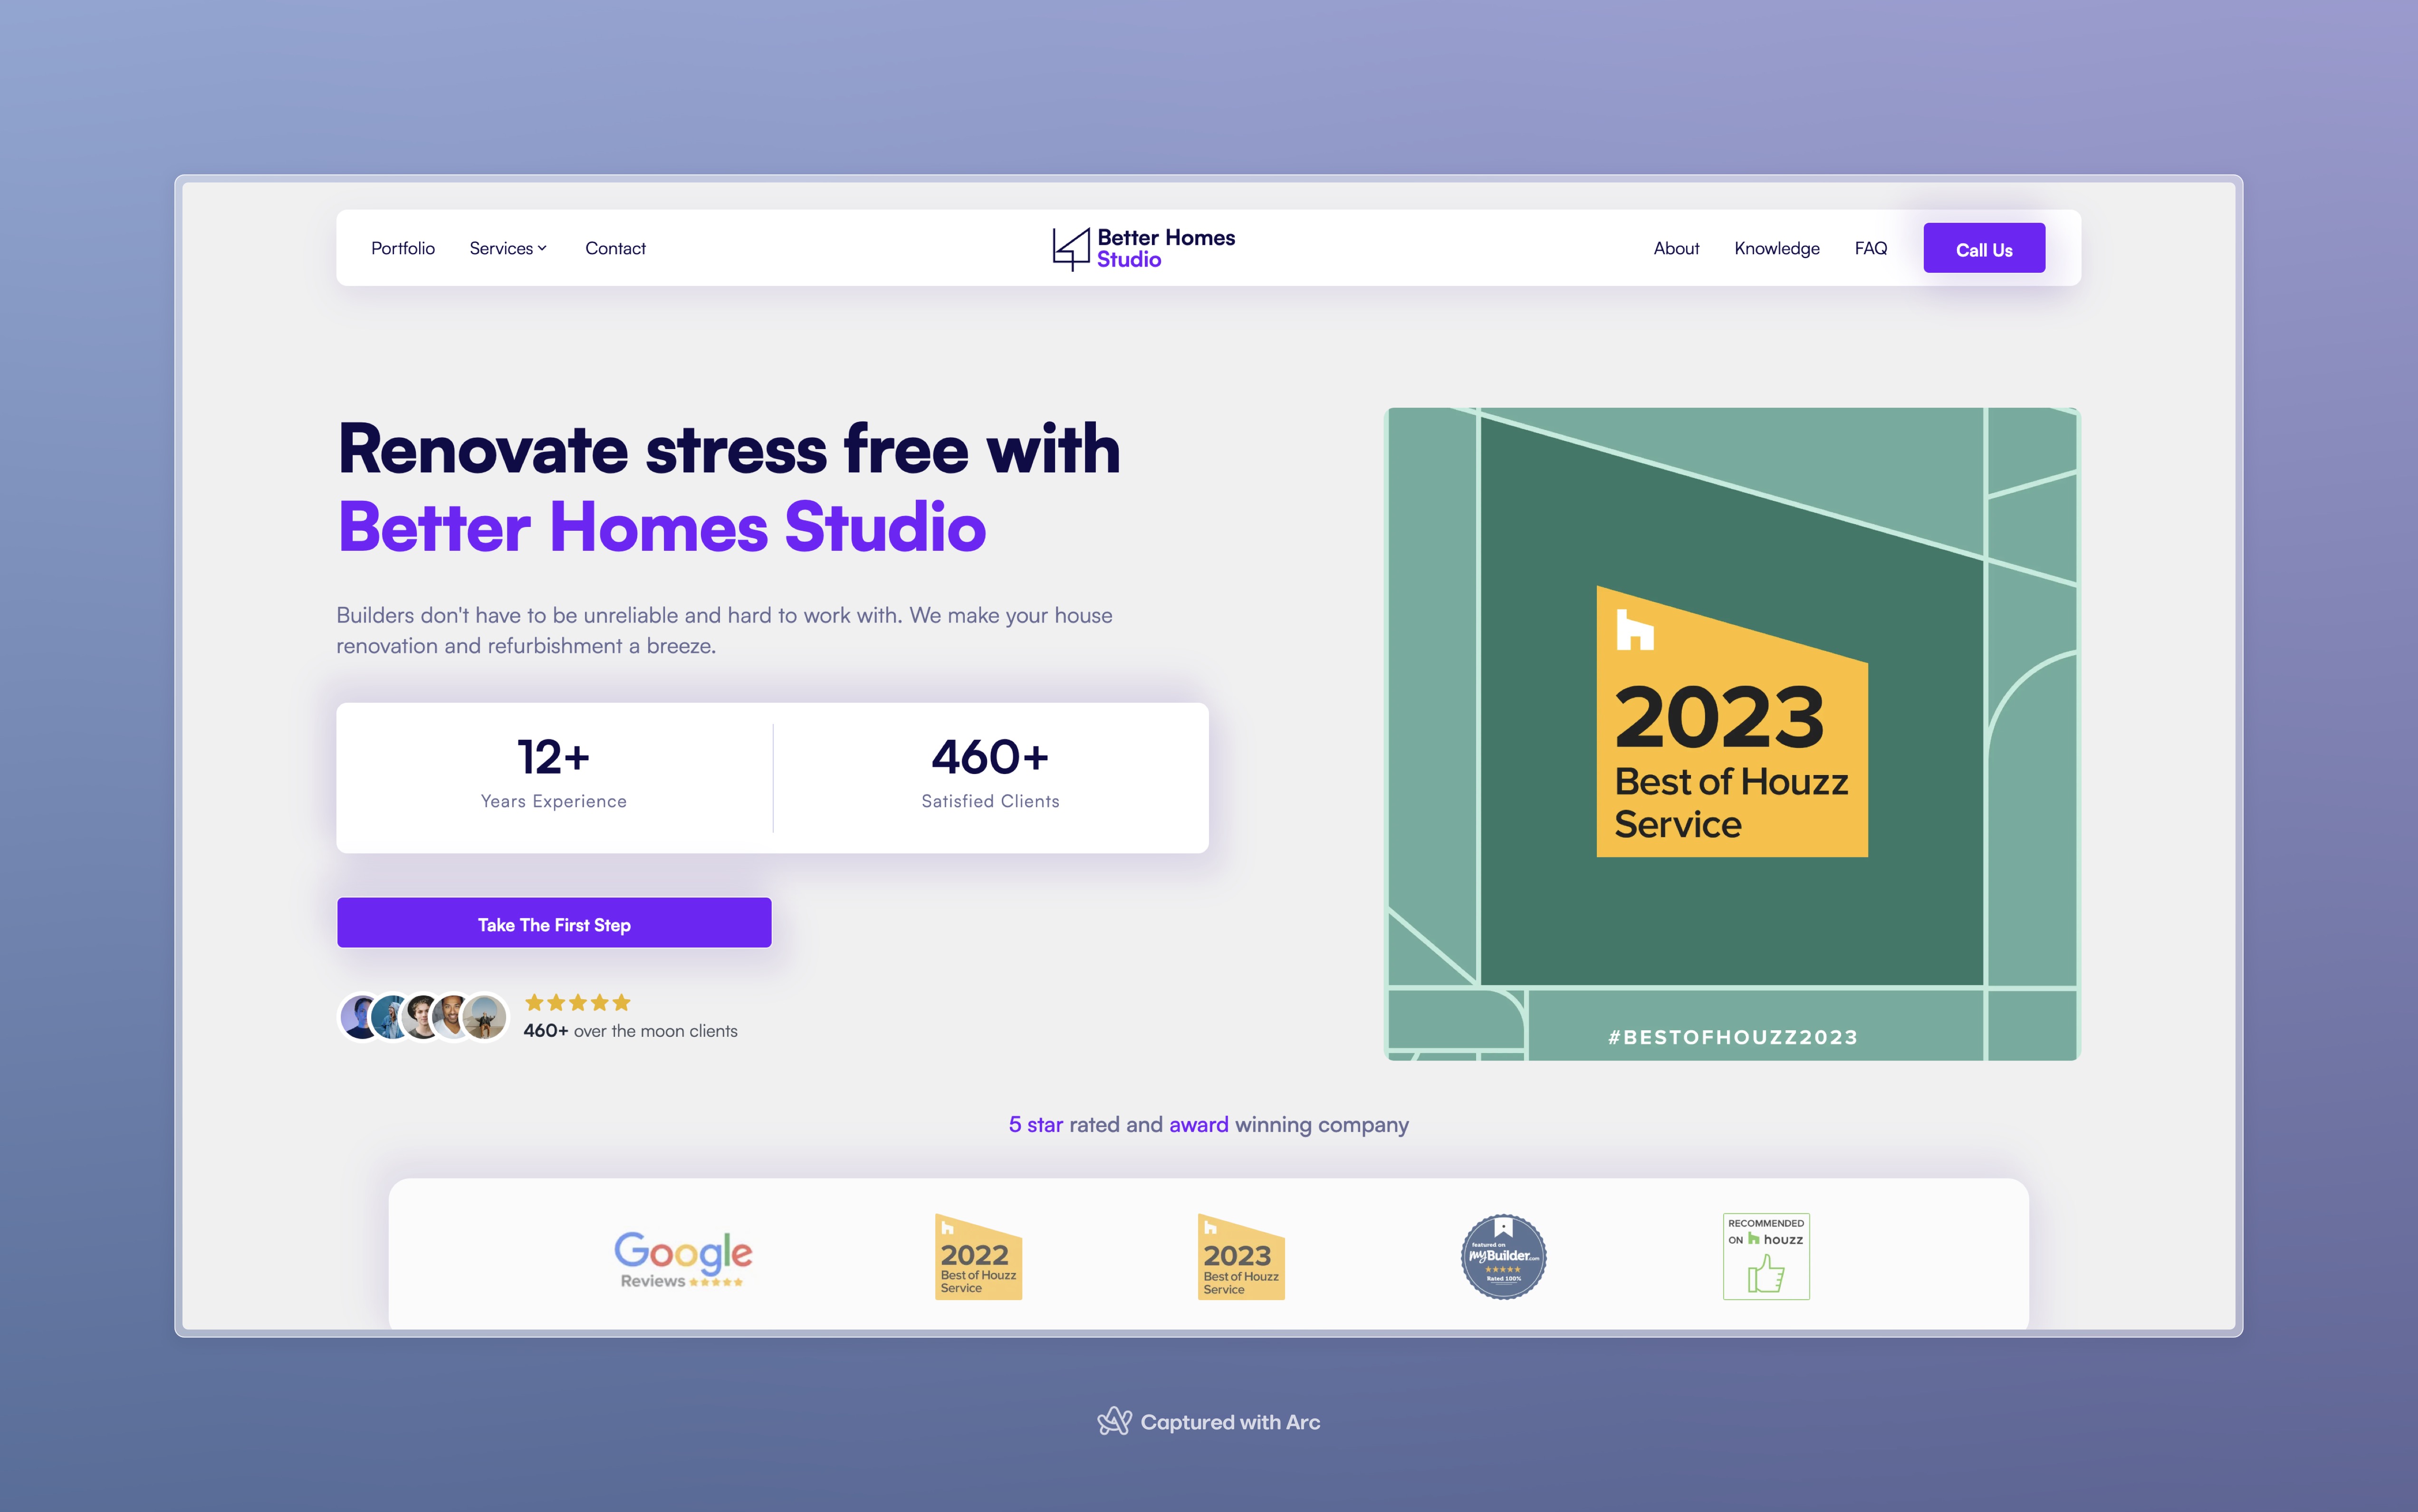 Portfolio Services Contact
Better Homes
Studio
About Knowledge FAQ Call Us
Renovate stress free with
Better Homes Studio
Builders don't have to be unreliable and hard to work with. We make your house
renovation and refurbishment a breeze.
12+
Years Experience
460+
Satisfied Clients
Take The First Step
460+ over the moon clients
2023
Best of Houzz
Service
#BESTOFHOUZZ2023
5 star rated and award winning company
Google
Reviews
2022
Best of Houzz
Service
2023
Best of Houzz
Service
featured on
myBuilder.com
Rated 100%
RECOMMENDED
ON houzz
Captured with Arc